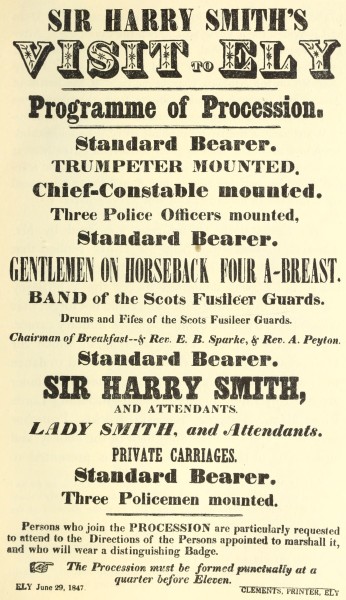 SIR HARRY SMITH'S
VISIT TO ELY
Programme of Procession.
Standard Bearer.
TRUMPETER MOUNTED.
Chief-Constable mounted.
Three Police Officers mounted,
Standard Bearer.
GENTLEMEN ON HORSEBACK FOUR A-BREAST.
BAND of the Scots Fusileer Guards.
Drums and Fifes of the Scots Fusileer Guards.
Chairman of Breakfast--& Rev. E. B. Sparke, & Rev. A. Peyton.
Standard Bearer.
SIR HARRY SMITH,
AND ATTENDANTS.
LADY SMITH, and Attendants.
PRIVATE CARRIAGES.
Standard Bearer.
Three Policemen mounted.
Persons who join the PROCESSION are particularly requested
to attend to the Directions of the Persons appointed to marshall it,
and who will wear a distinguishing Badge.
☞ The Procession must be formed punctually at a
quarter before Eleven.
ELY June 29, 1847.
CLEMENTS, PRINTER, ELY